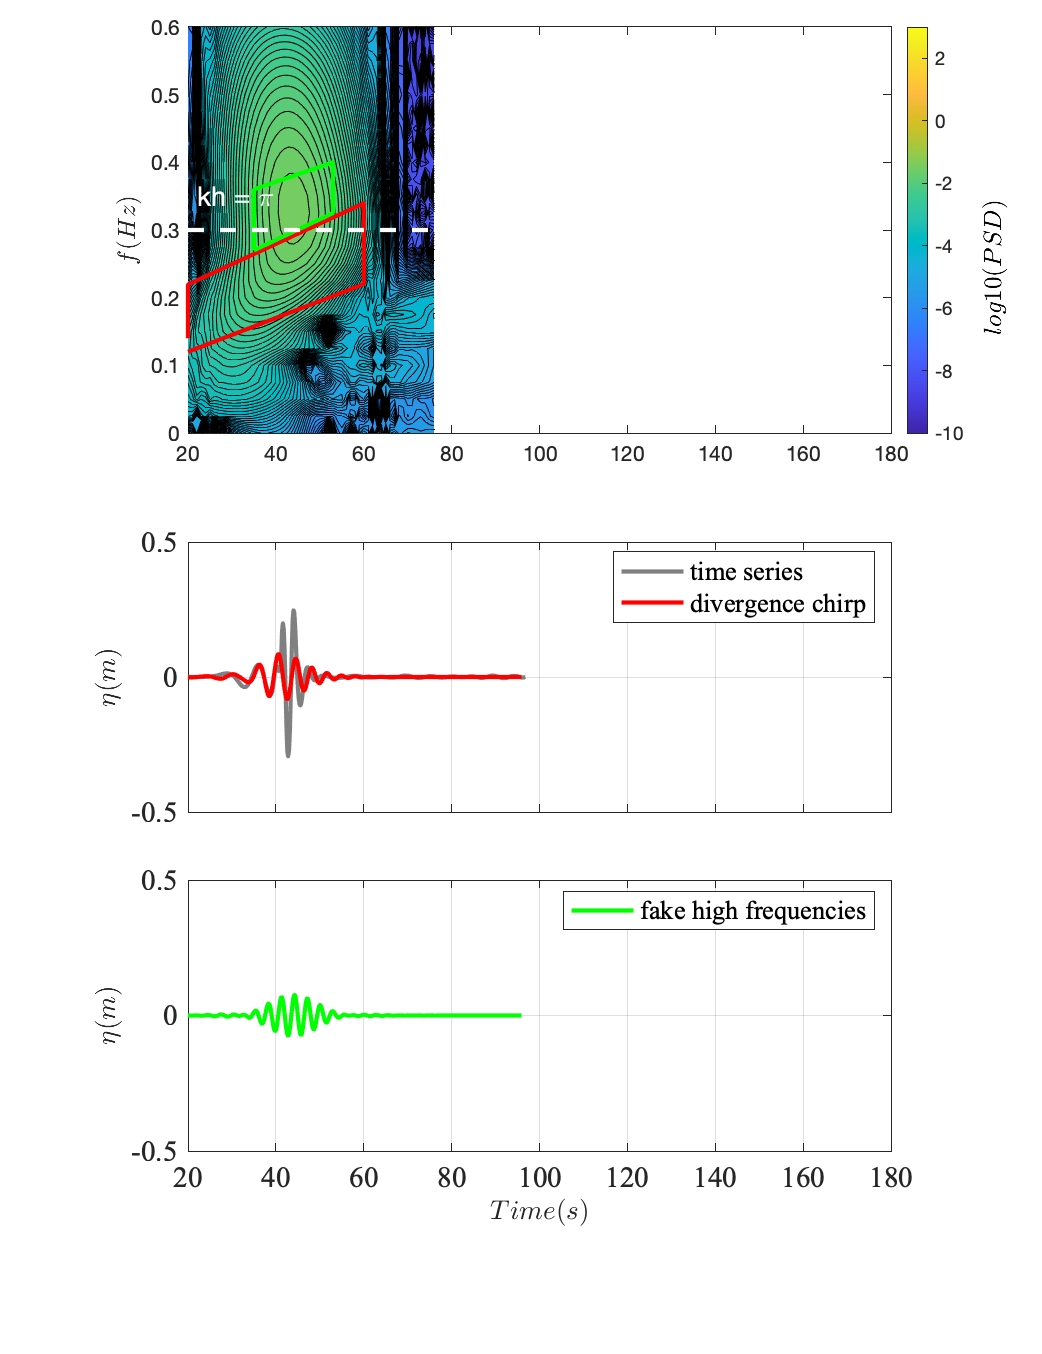 0.6
0.5
0.4
0.3
0.2
0.1
0
f(Hz)
kh = π
20 40 60 80 100 120 140 160 180
2
0
-2
-4
-6
-8
-10
log10(PSD)
0.5
0
-0.5
η(m)
time series
divergence chirp
0.5
0
-0.5
η(m)
fake high frequencies
20 40 60 80 100 120 140 160 180
Time(s)